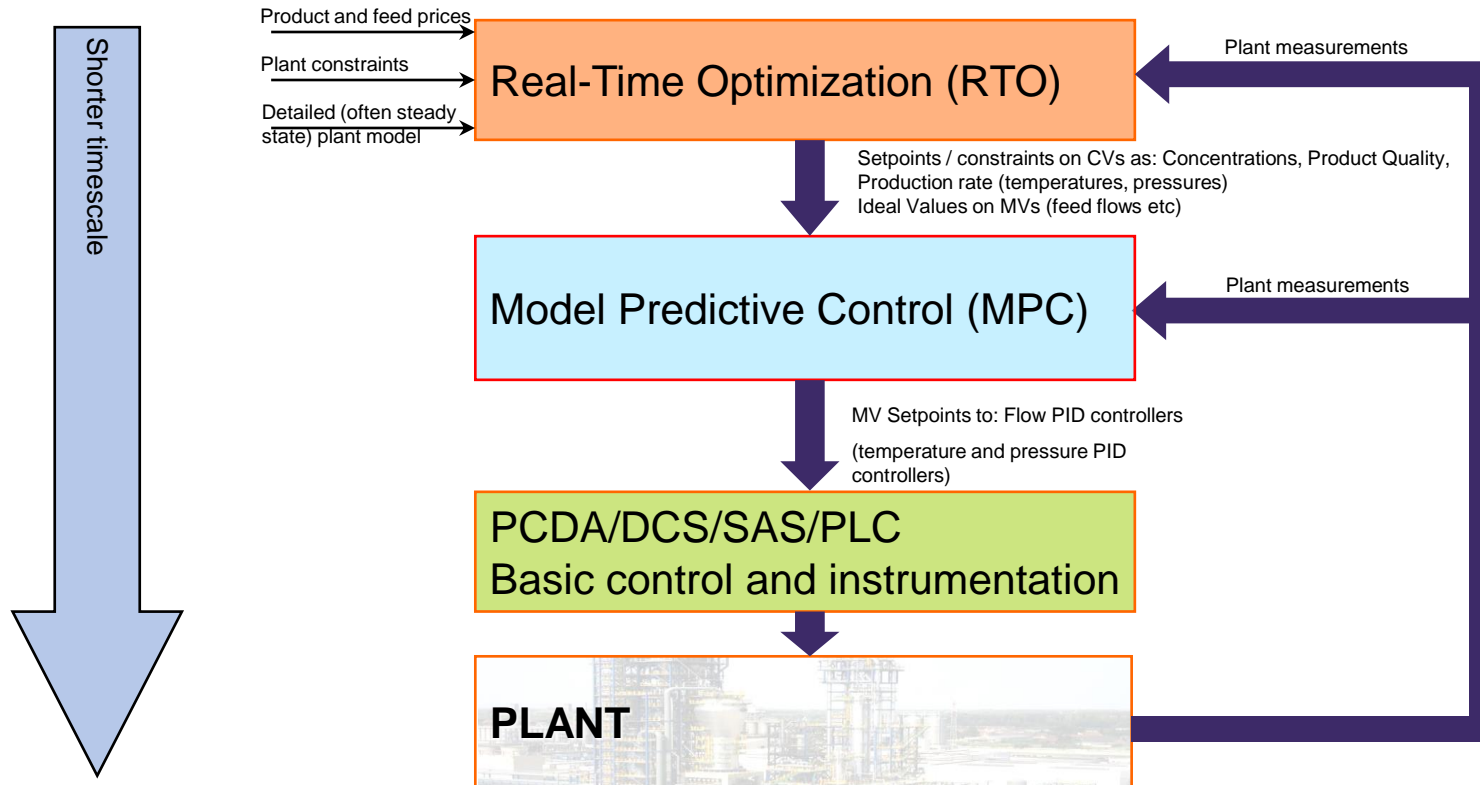 Product and feed prices
Plant constraints
Detailed (often steady
state) plant model
Shorter timescale
Real-Time Optimization (RTO)
Plant measurements
Setpoints / constraints on CVs as: Concentrations, Product Quality,
Production rate (temperatures, pressures)
Ideal Values on MVs (feed flows etc)
Model Predictive Control (MPC)
Plant measurements
MV Setpoints to: Flow PID controllers
(temperature and pressure PID
controllers)
PCDA/DCS/SAS/PLC
Basic control and instrumentation
PLANT